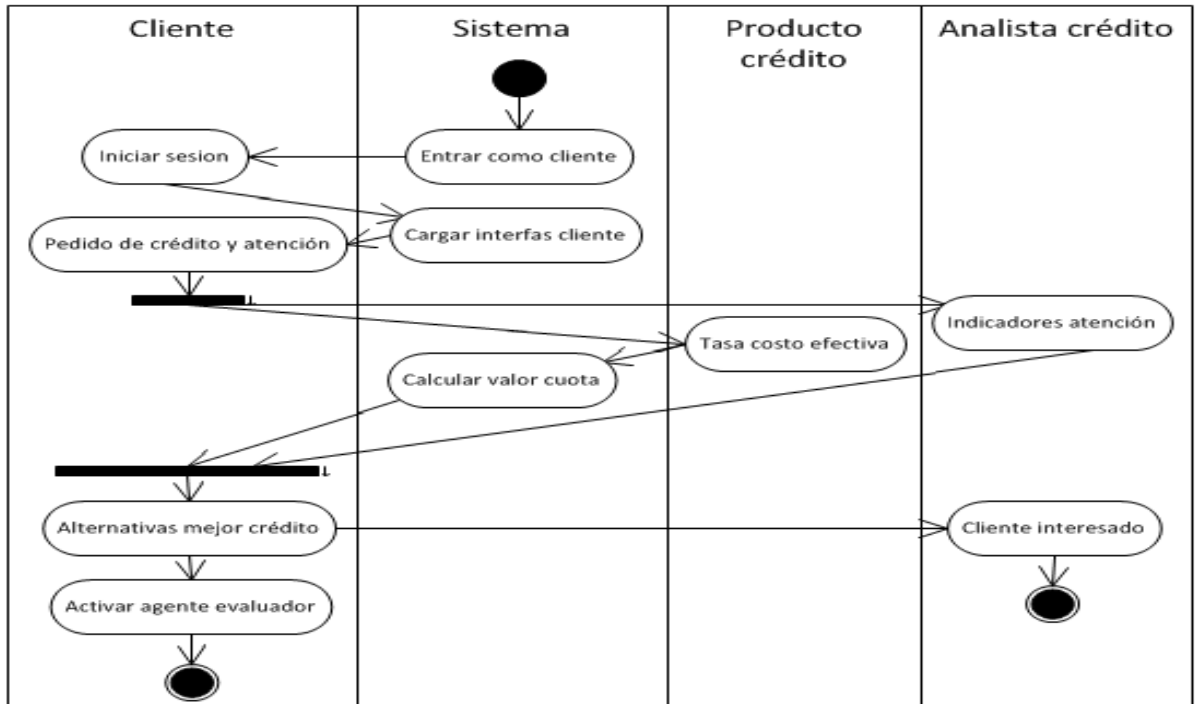 Cliente
Sistema
Producto
crédito
Analista crédito
Entrar como cliente
Iniciar sesion
Cargar interfas cliente
Pedido de crédito y atención
Indicadores atención
Tasa costo efectiva
Calcular valor cuota
Alternativas mejor crédito
Cliente interesado
Activar agente evaluador